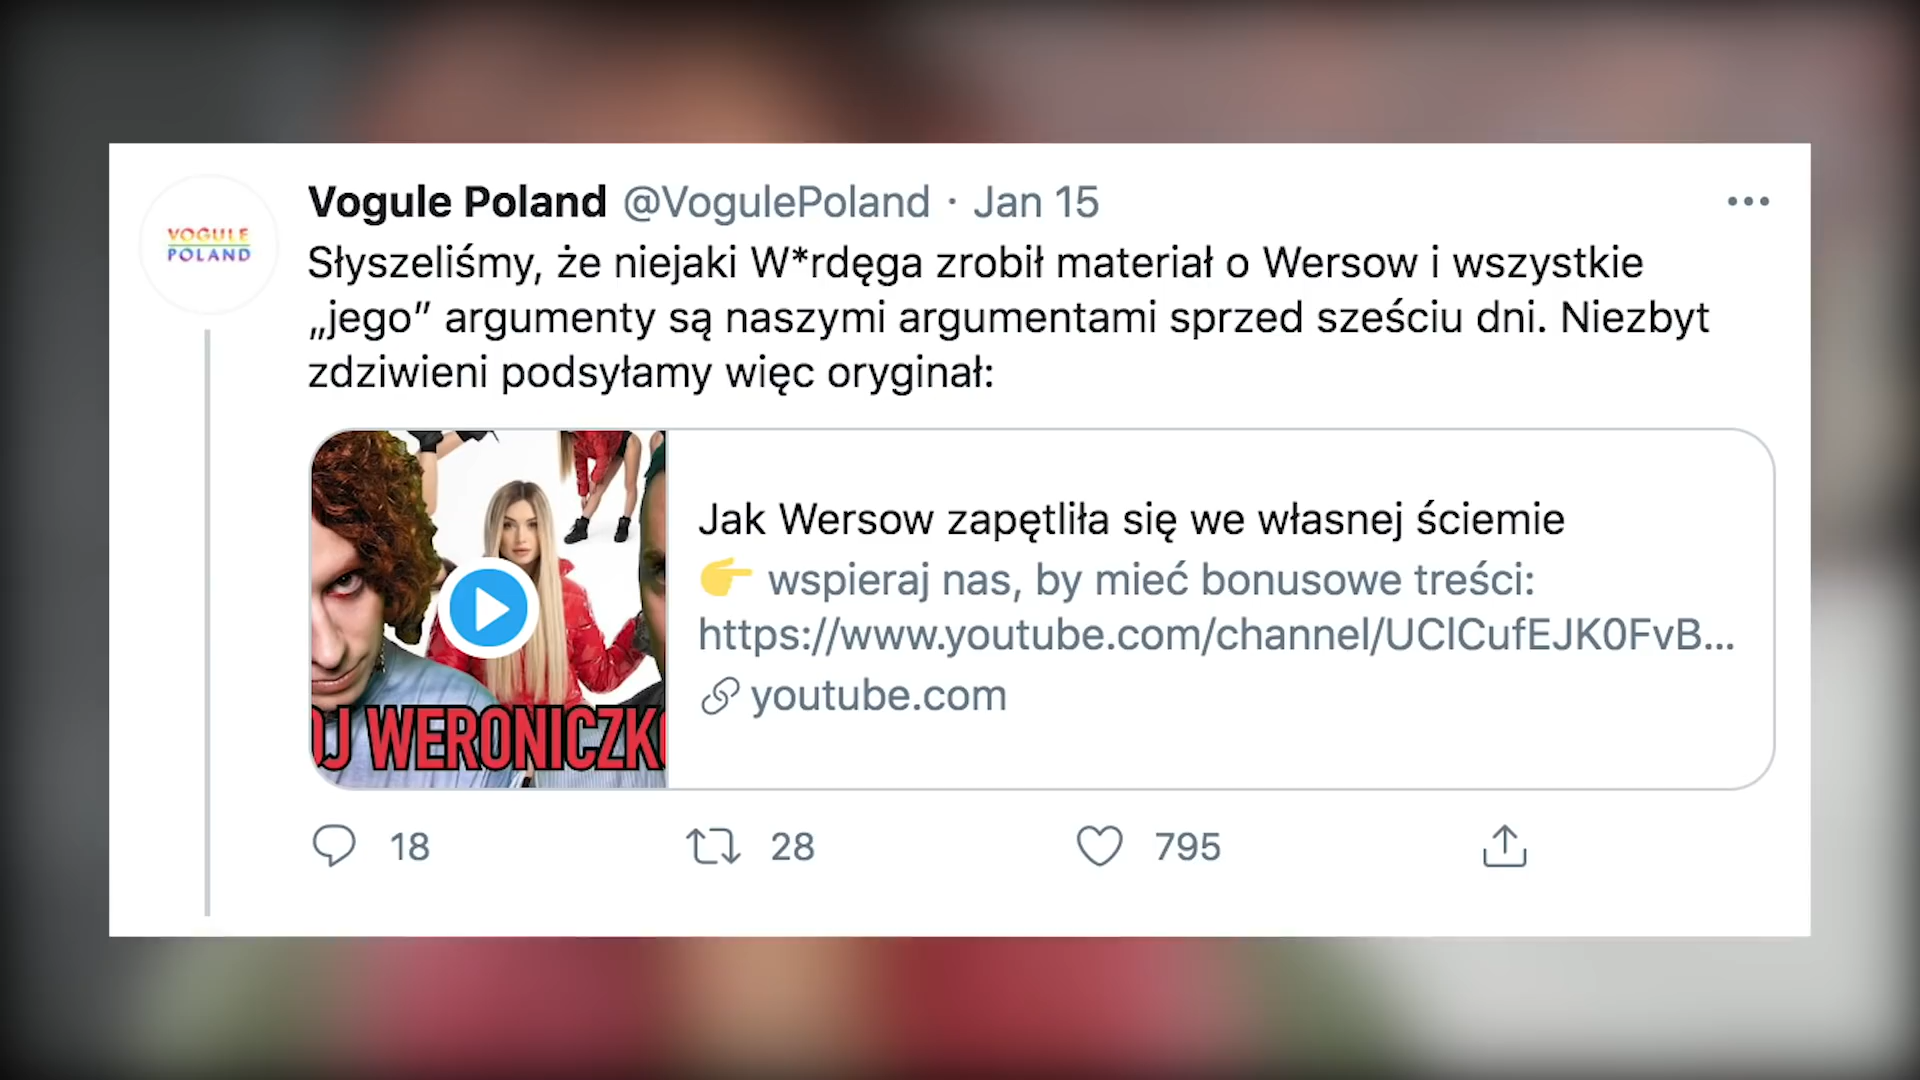 VOGULE
POLAND
Vogule Poland @VogulePoland · Jan 15
Słyszeliśmy, że niejaki W*rdęga zrobił materiał o Wersow i wszystkie
„jego” argumenty są naszymi argumentami sprzed sześciu dni. Niezbyt
zdziwieni podsyłamy więc oryginał:
OJ WERONICZK
Jak Wersow zapętliła się we własnej ściemie
👉 wspieraj nas, by mieć bonusowe treści:
https://www.youtube.com/channel/UClCufEJK0FvB...
youtube.com
18
28
795